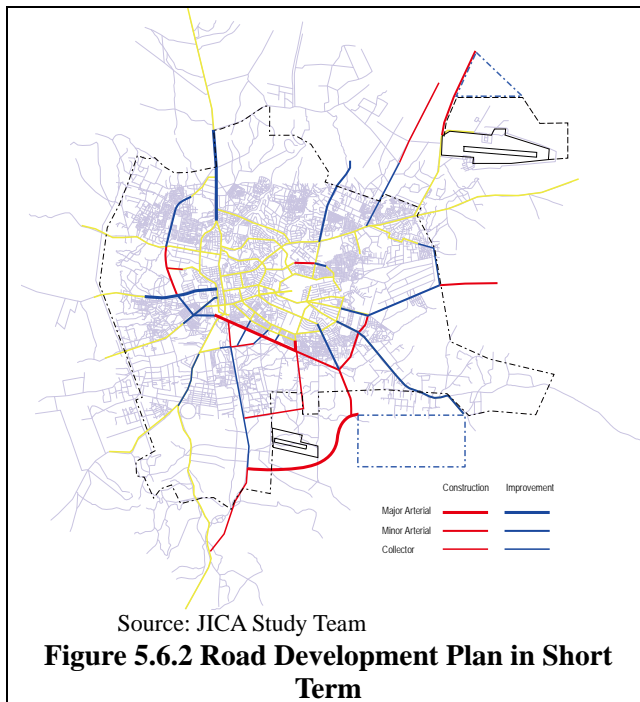 Construction Improvement
Major Arterial
Minor Arterial
Collector
Source: JICA Study Team
Figure 5.6.2 Road Development Plan in Short
Term